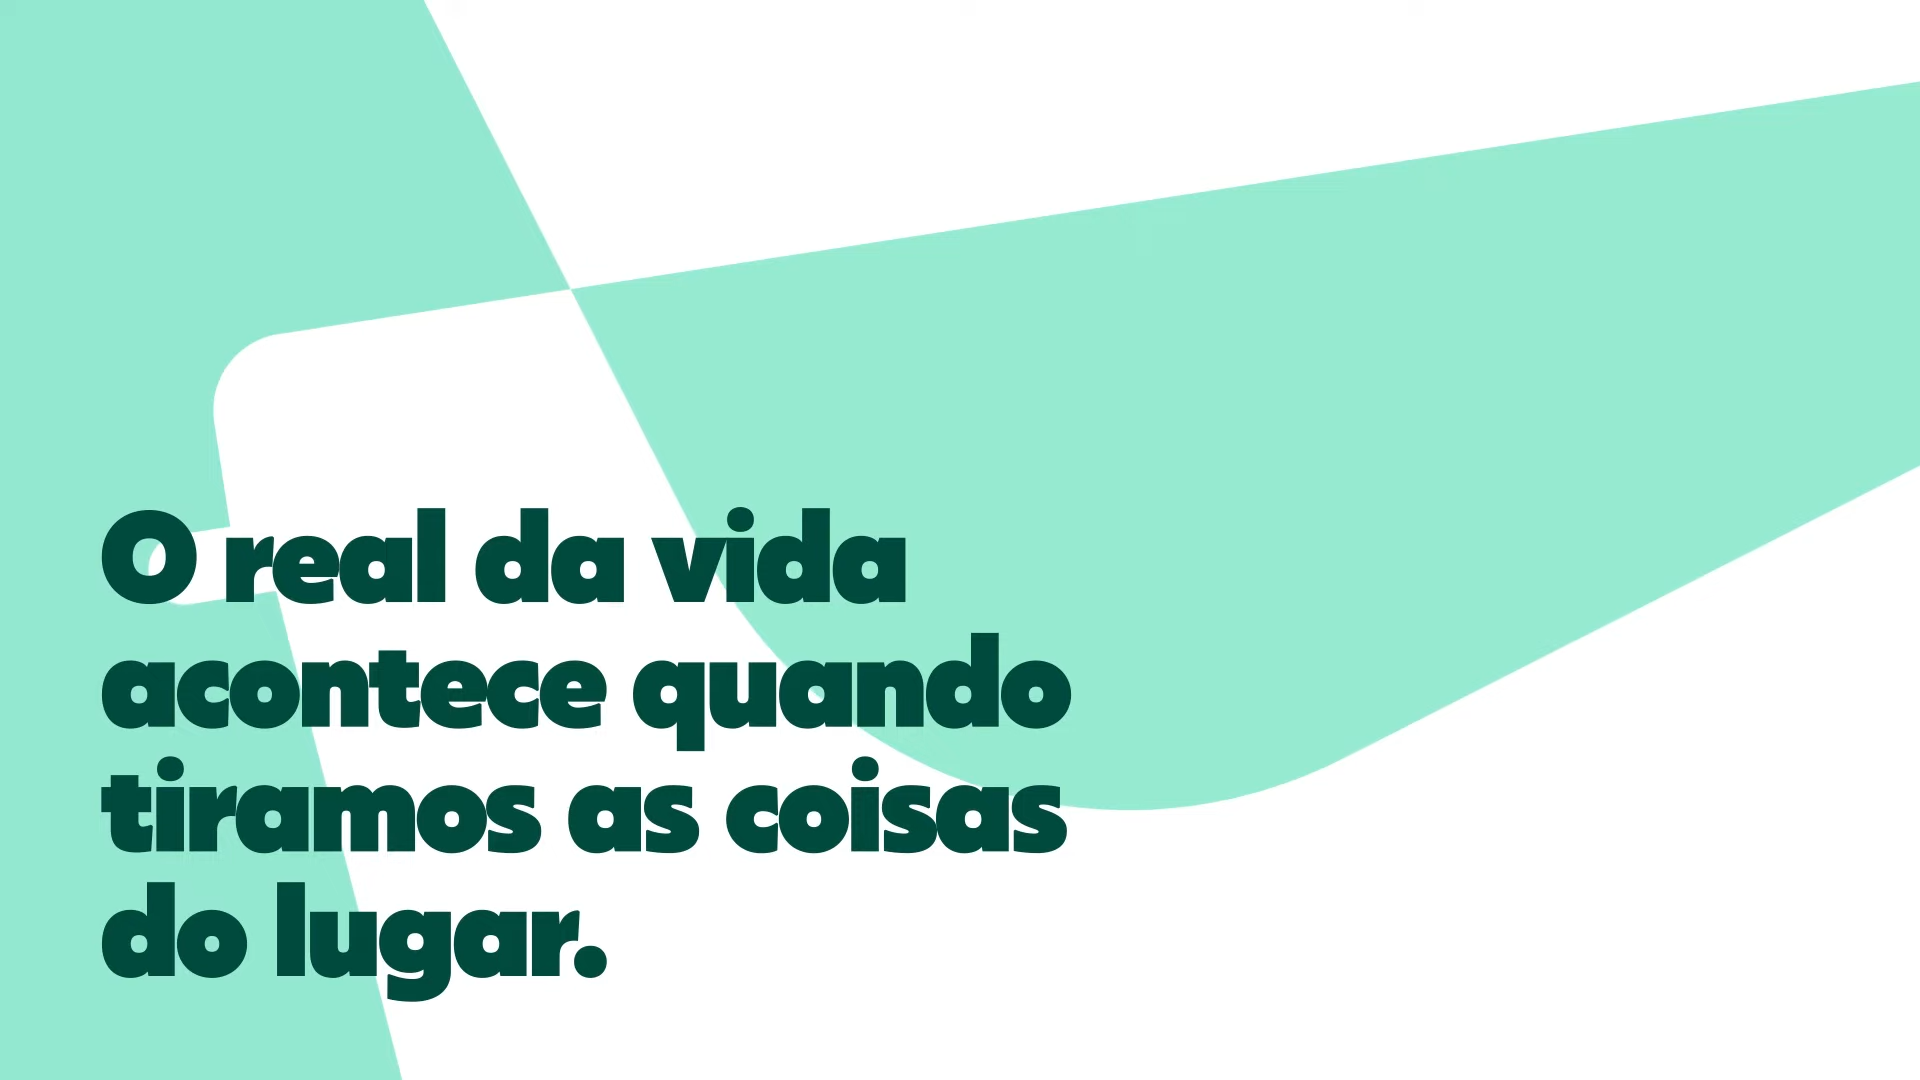 O real da vida
acontece quando
tiramos as coisas
do lugar.